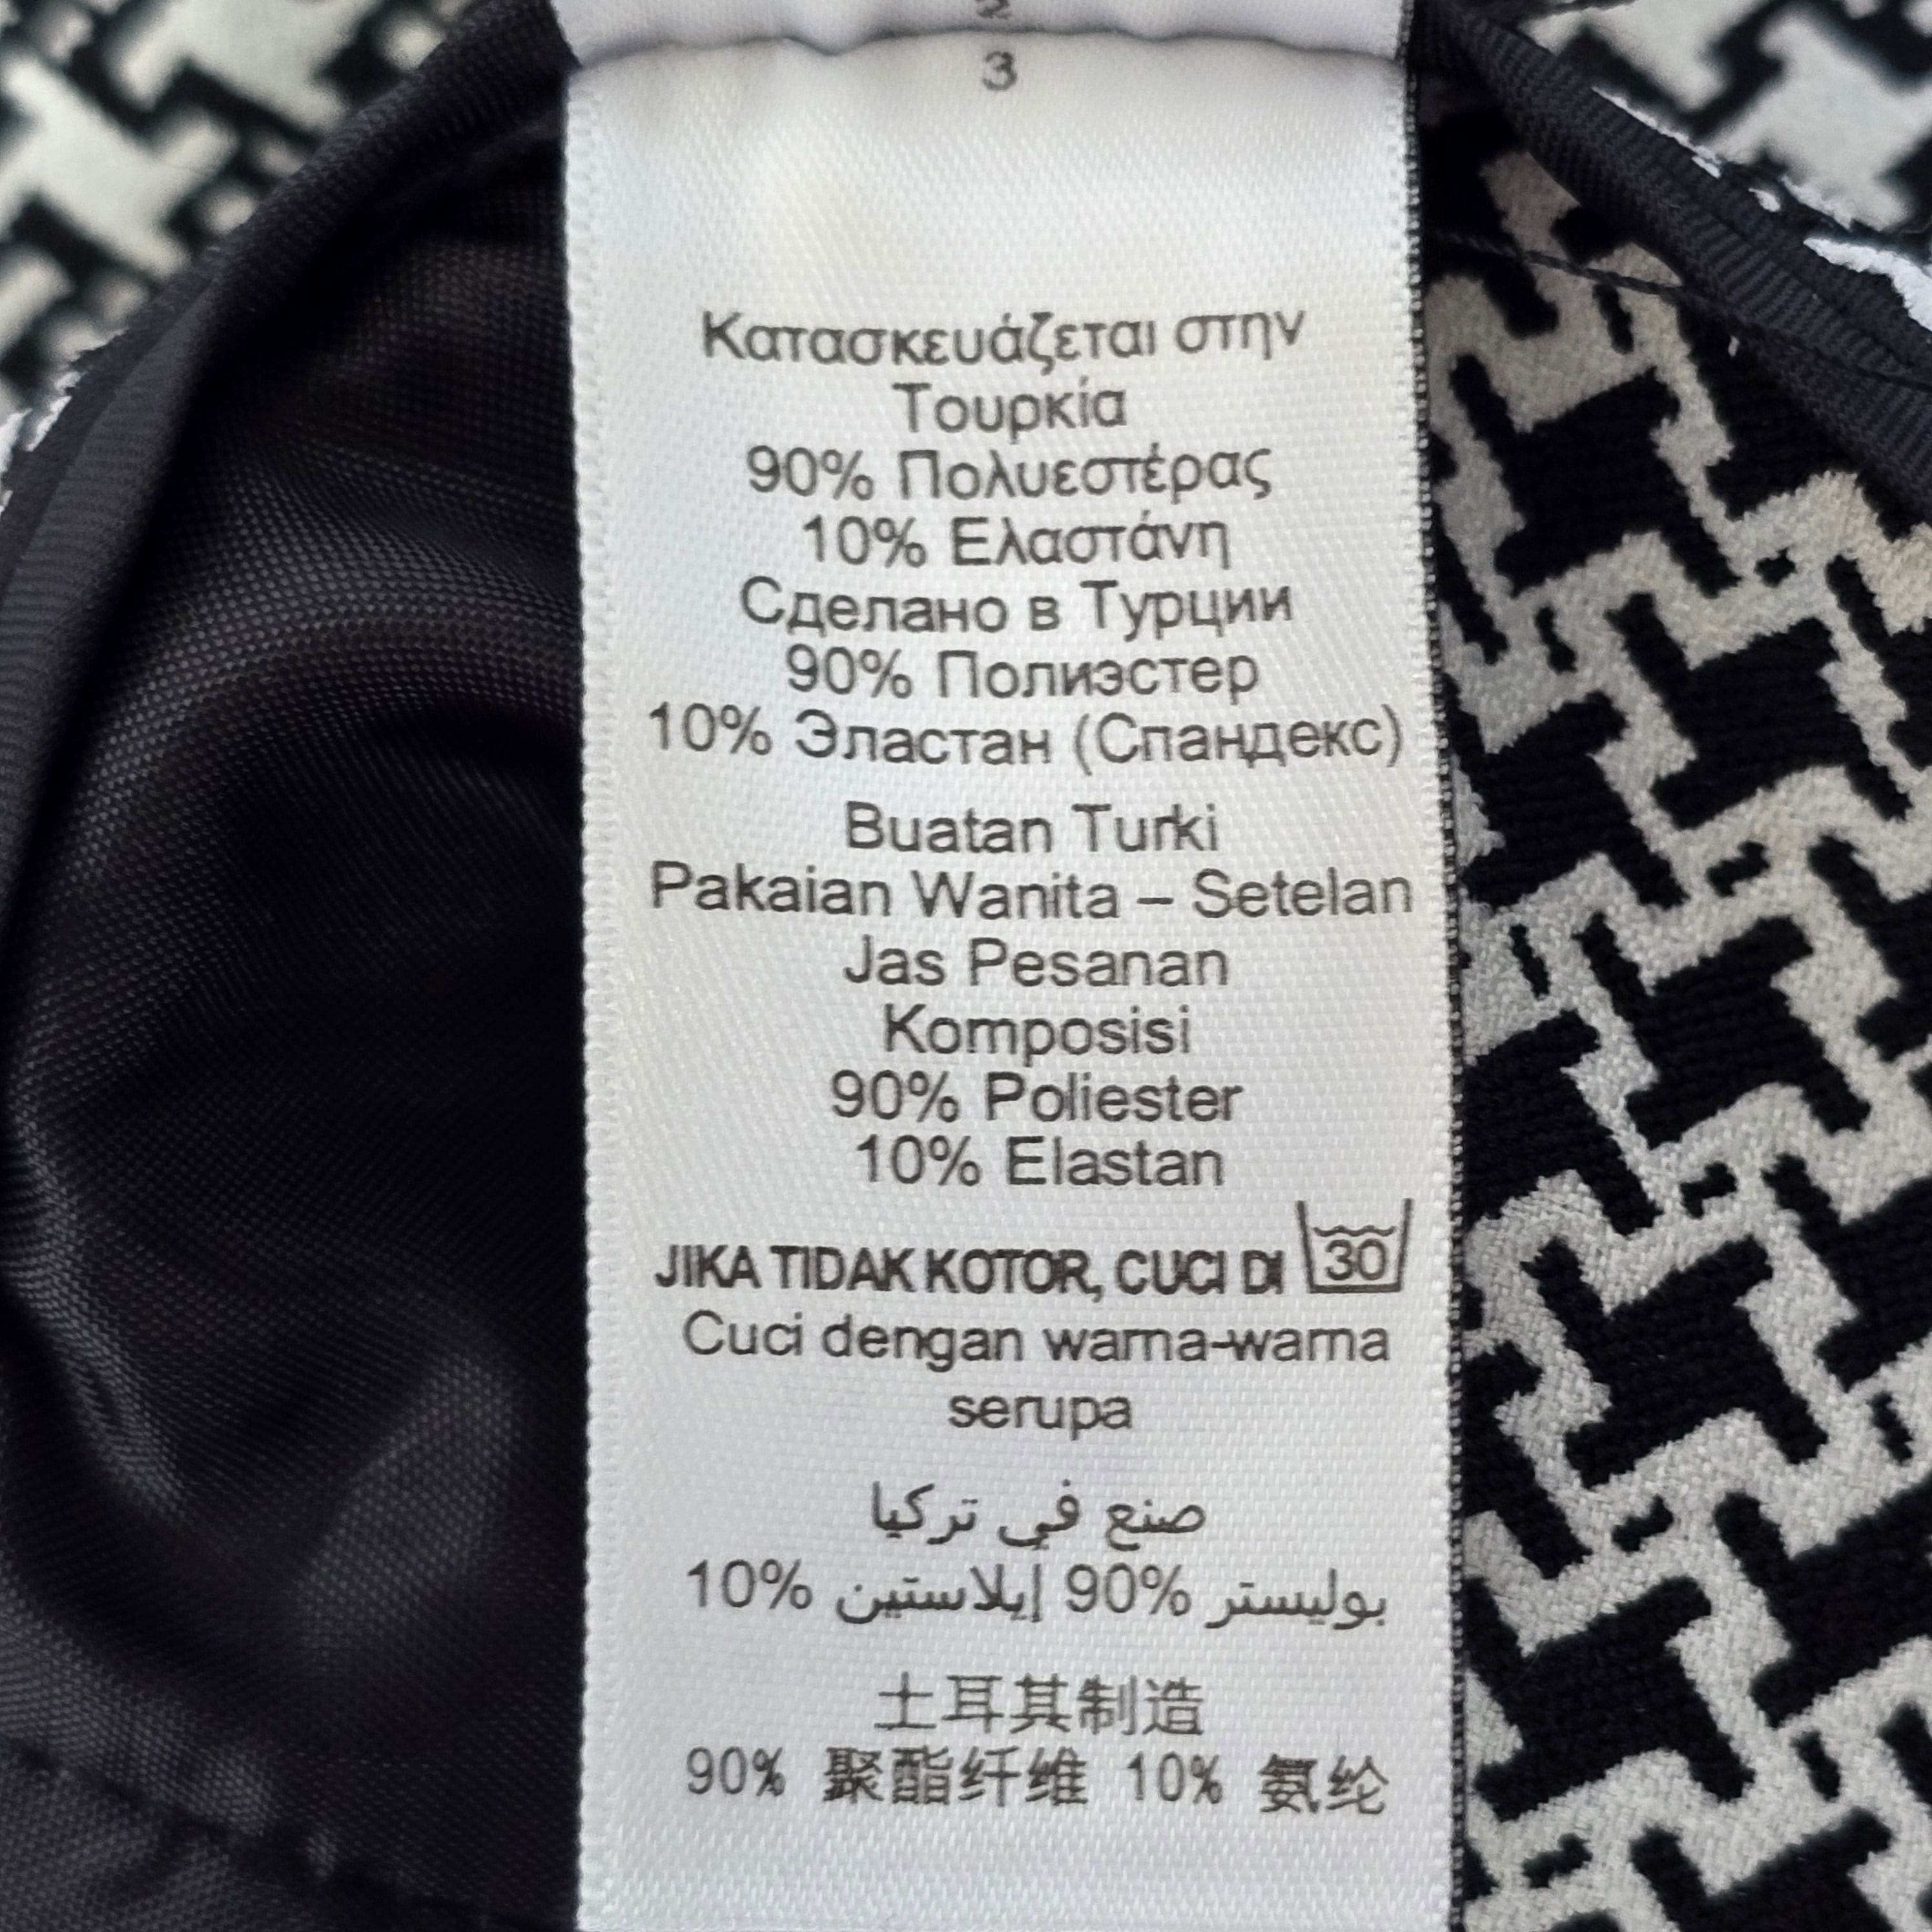 2
3
Κατασκευάζεται στην
Τουρκία
90% Πολυεστέρας
10% Ελαστάνη
Сделано в Турции
90% Полиэстер
10% Эластан (Спандекс)
Buatan Turki
Pakaian Wanita – Setelan
Jas Pesanan
Komposisi
90% Poliester
10% Elastan
JIKA TIDAK KOTOR, CUCI DI 30
Cuci dengan warna-warna
serupa
صنع في تركيا
بوليستر 90% إيلاستين 10%
土耳其制造
90% 聚酯纤维 10% 氨纶